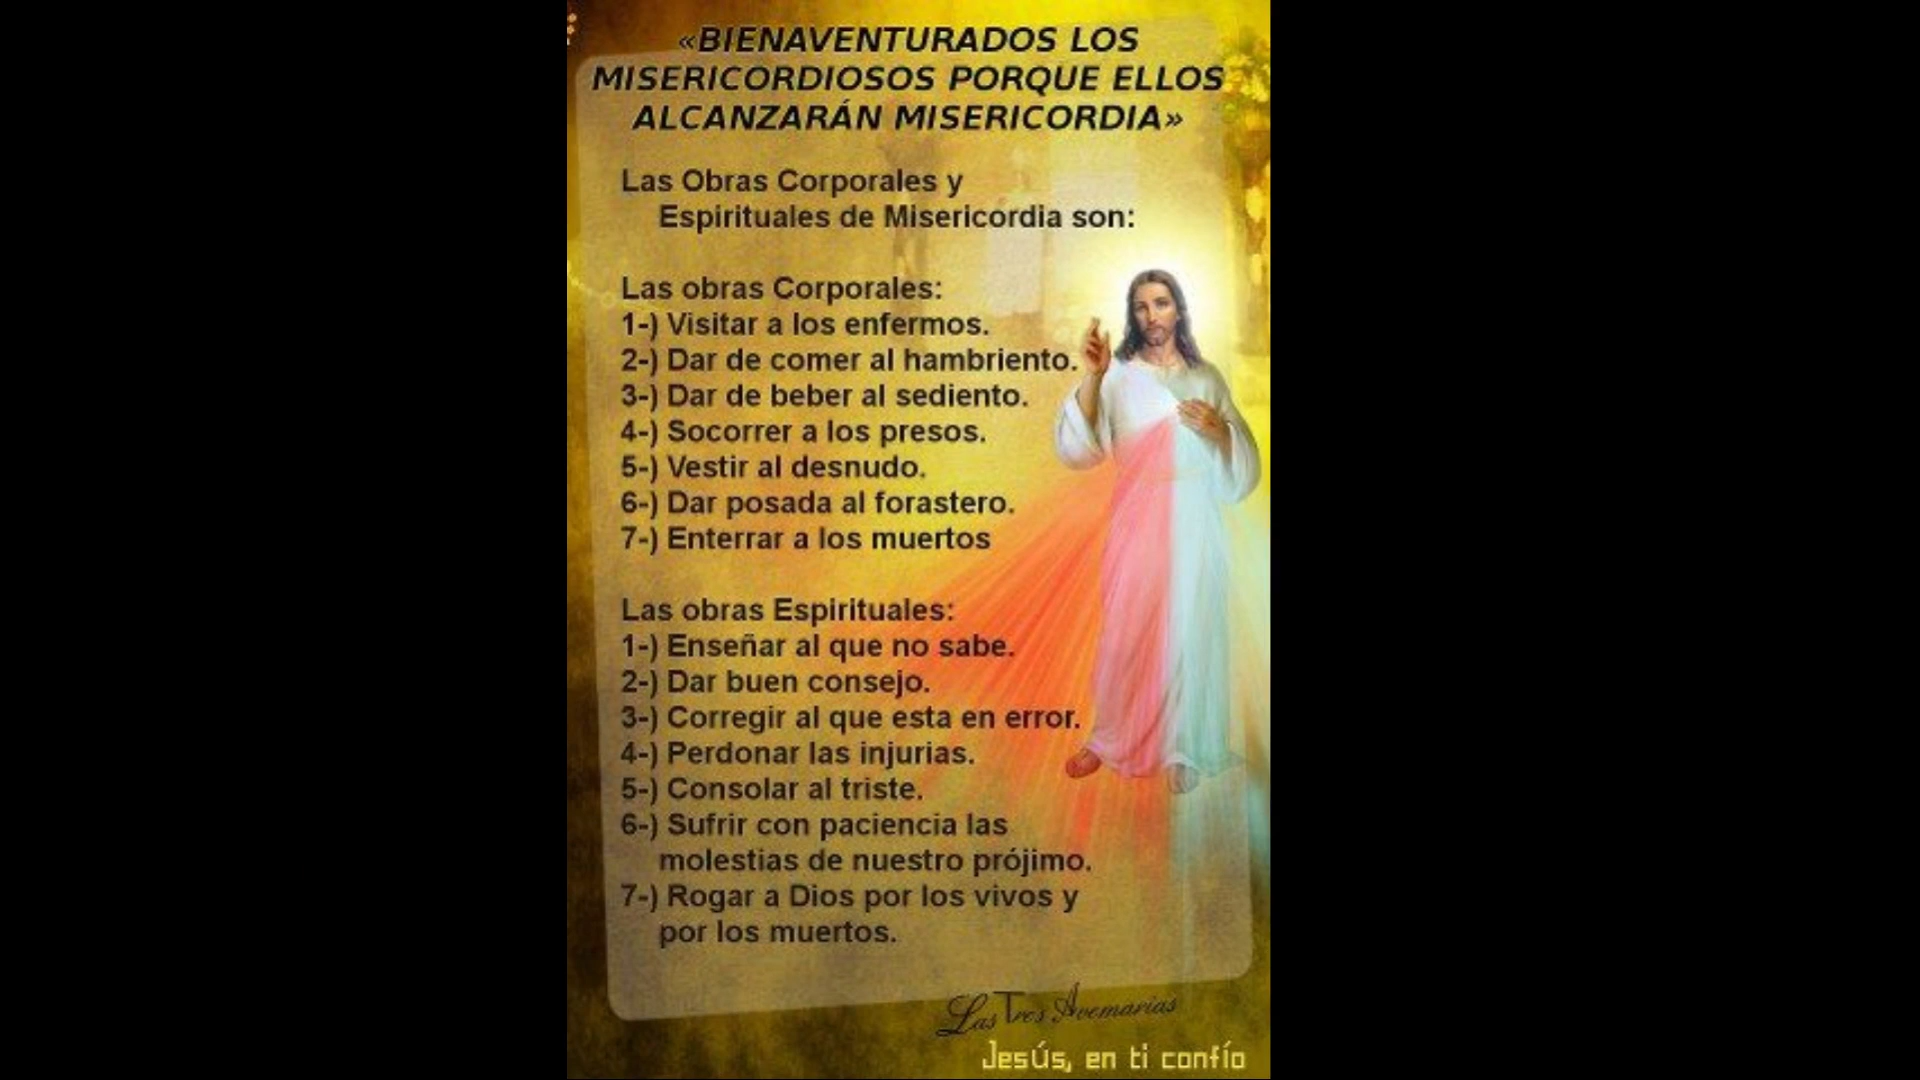 «BIENAVENTURADOS LOS
MISERICORDIOSOS PORQUE ELLOS
ALCANZARÁN MISERICORDIA»
Las Obras Corporales y
Espirituales de Misericordia son:
Las obras Corporales:
1-) Visitar a los enfermos.
2-) Dar de comer al hambriento.
3-) Dar de beber al sediento.
4-) Socorrer a los presos.
5-) Vestir al desnudo.
6-) Dar posada al forastero.
7-) Enterrar a los muertos
Las obras Espirituales:
1-) Enseñar al que no sabe.
2-) Dar buen consejo.
3-) Corregir al que esta en error.
4-) Perdonar las injurias.
5-) Consolar al triste.
6-) Sufrir con paciencia las
molestias de nuestro prójimo.
7-) Rogar a Dios por los vivos y
por los muertos.
Las Tres Avemarias
Jesús, en ti confío